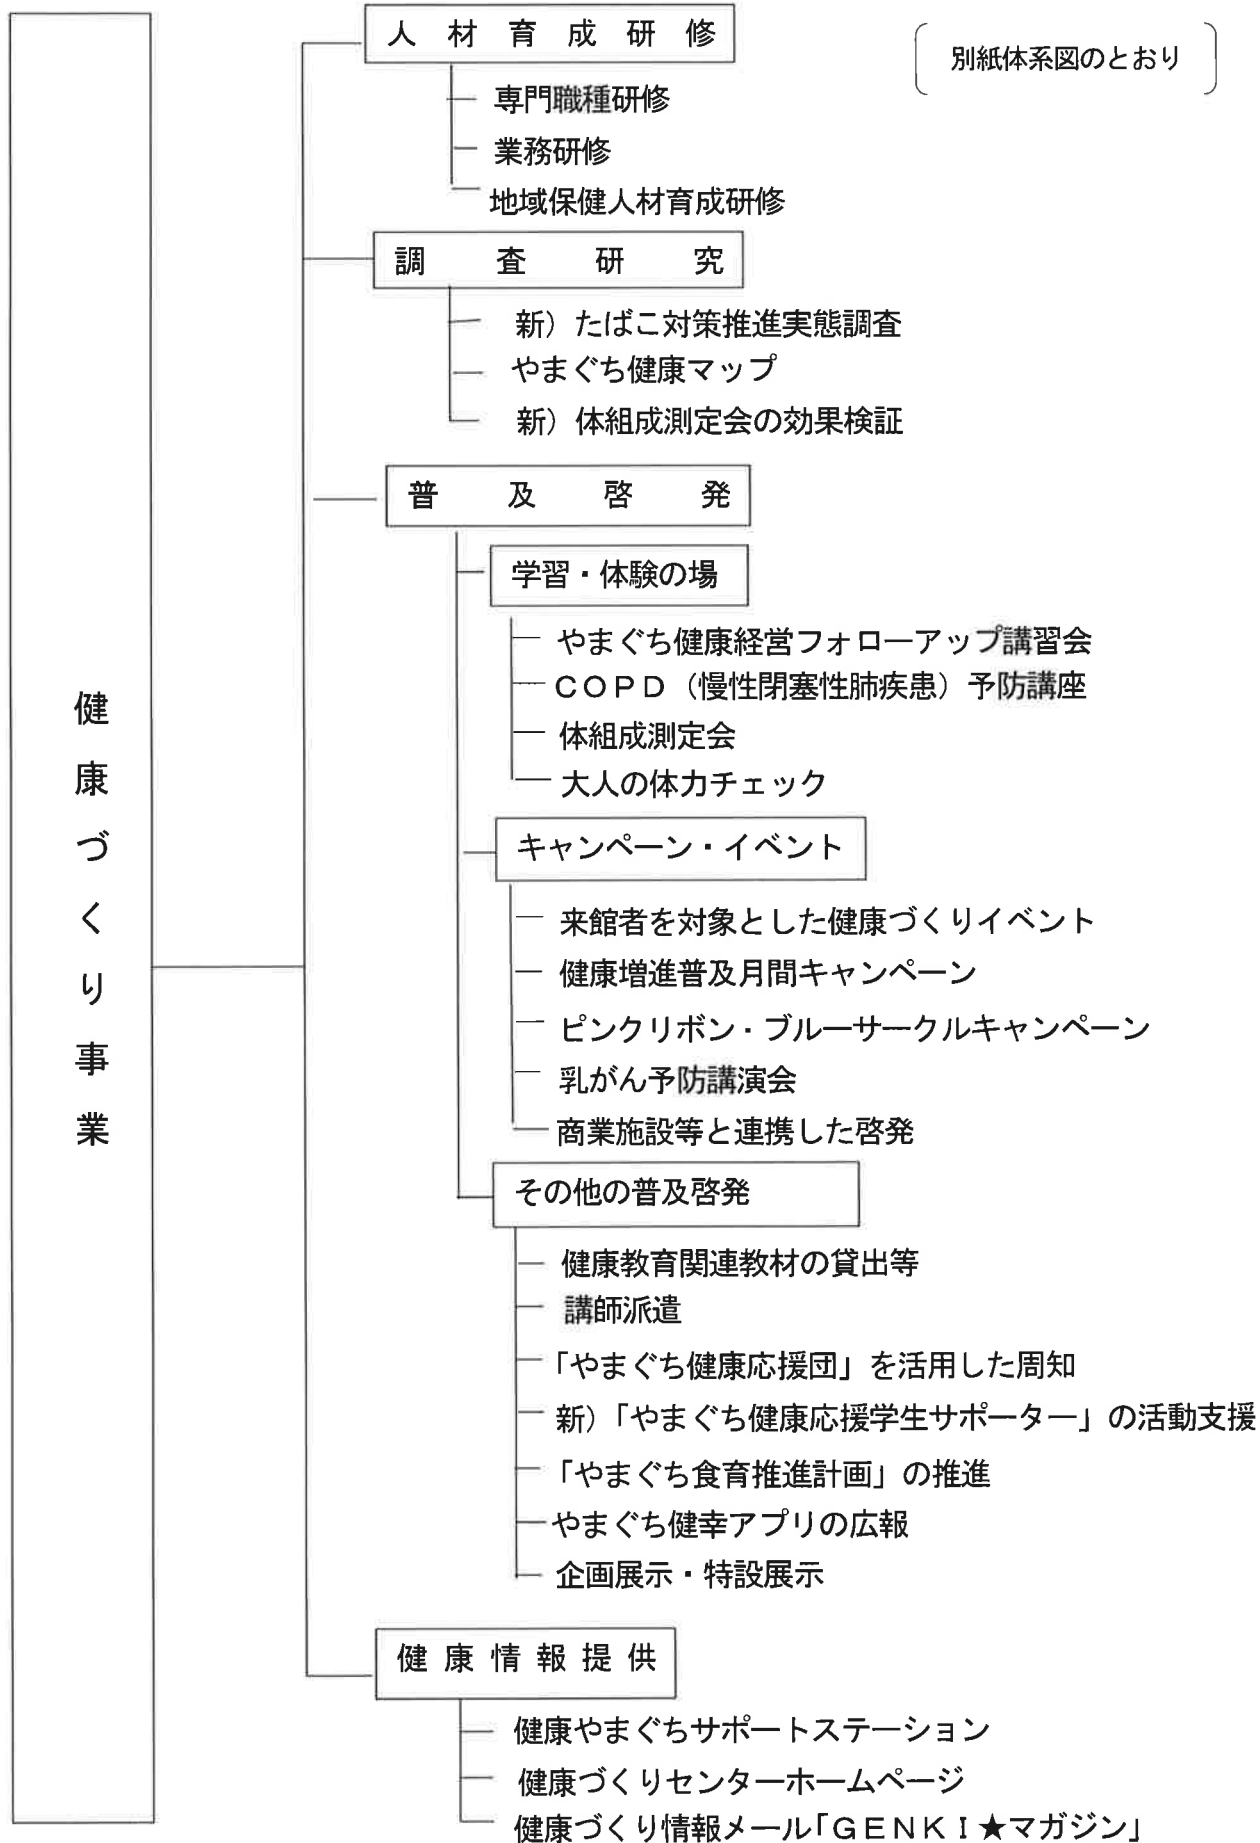 健康づくり事業
人材育成研修
別紙体系図のとおり
専門職種研修
業務研修
地域保健人材育成研修
調査研究
新）たばこ対策推進実態調査
やまぐち健康マップ
新）体組成測定会の効果検証
普及啓発
学習・体験の場
やまぐち健康経営フォローアップ講習会
ＣＯＰＤ（慢性閉塞性肺疾患）予防講座
体組成測定会
大人の体力チェック
キャンペーン・イベント
来館者を対象とした健康づくりイベント
健康増進普及月間キャンペーン
ピンクリボン・ブルーサークルキャンペーン
乳がん予防講演会
商業施設等と連携した啓発
その他の普及啓発
健康教育関連教材の貸出等
講師派遣
「やまぐち健康応援団」を活用した周知
新）「やまぐち健康応援学生サポーター」の活動支援
「やまぐち食育推進計画」の推進
やまぐち健幸アプリの広報
企画展示・特設展示
健康情報提供
健康やまぐちサポートステーション
健康づくりセンターホームページ
健康づくり情報メール「ＧＥＮＫＩ★マガジン」